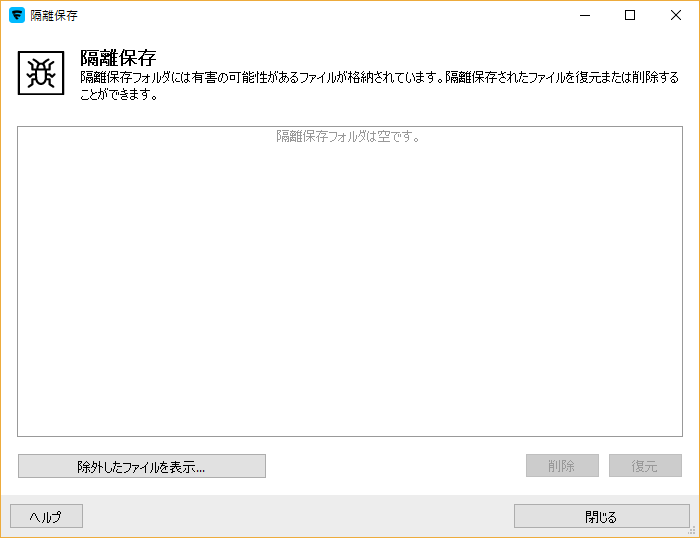 隔離保存
隔離保存
隔離保存フォルダには有害の可能性があるファイルが格納されています。隔離保存されたファイルを復元または削除する
ことができます。
隔離保存フォルダは空です。
除外したファイルを表示...
削除
復元
ヘルプ
閉じる